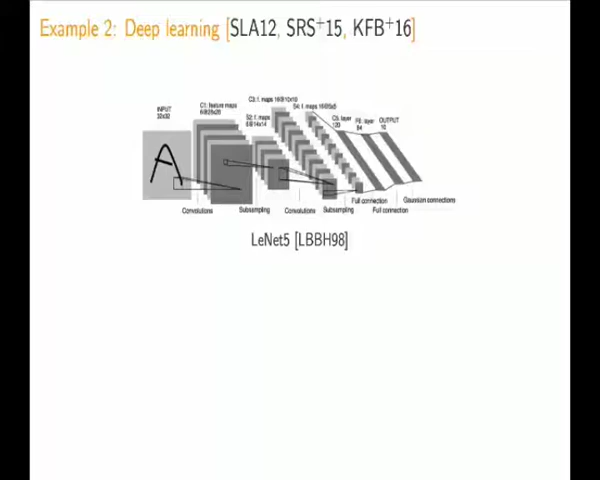 Example 2: Deep learning [SLA12, SRS+15, KFB+16]
INPUT
32x32
C1: feature maps
6@28x28
S2: f. maps
6@14x14
C3: f. maps 16@10x10
S4: f. maps 16@5x5
C5: layer
120
F6: layer
84
OUTPUT
10
A
Convolutions
Subsampling
Convolutions
Subsampling
Full connection
Full connection
Gaussian connections
LeNet5 [LBBH98]